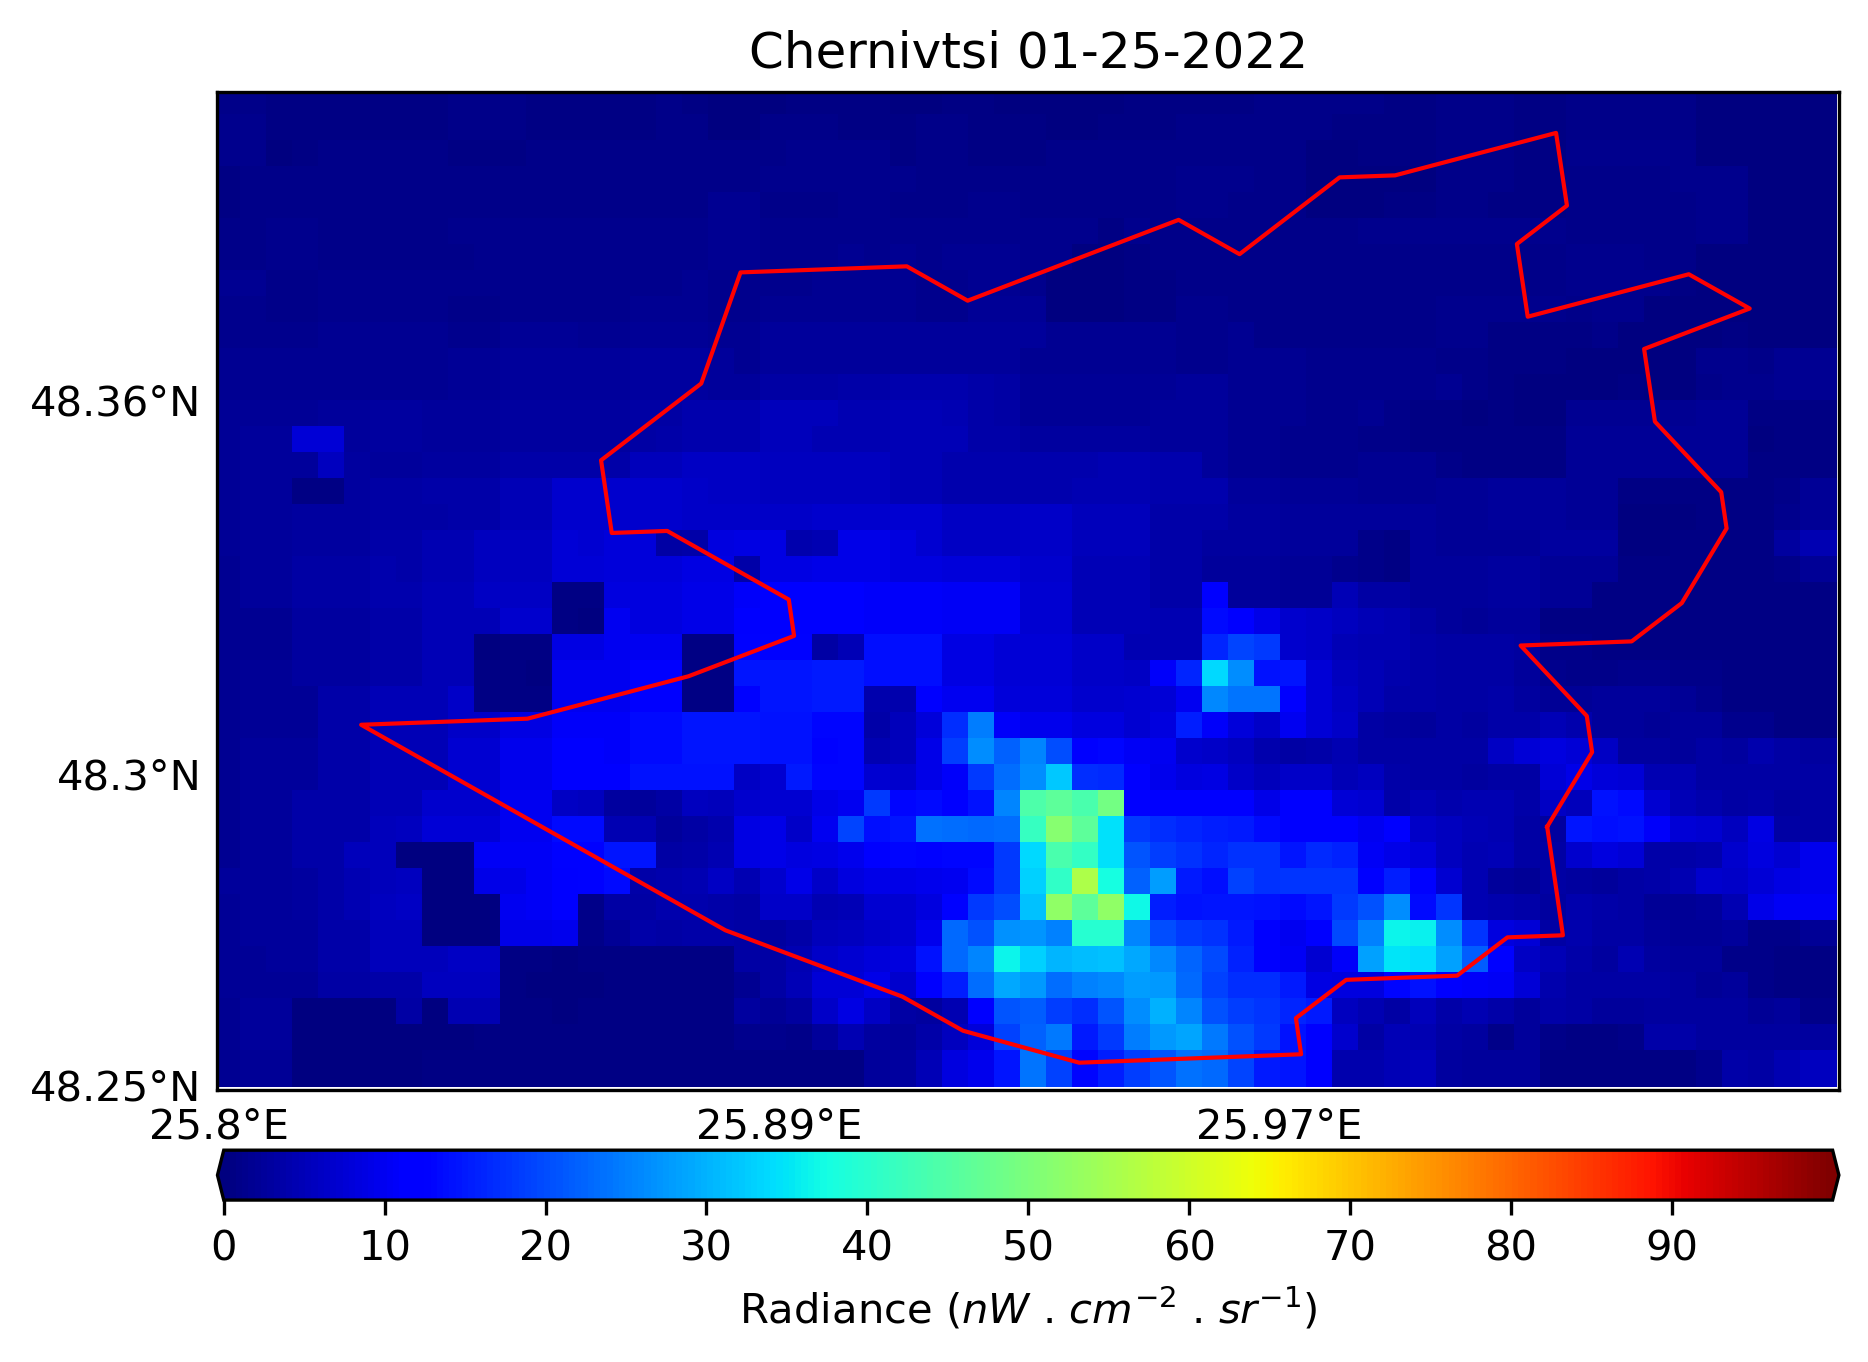 Chernivtsi 01-25-2022
48.36°N
48.3°N
48.25°N
25.8°E 25.89°E 25.97°E
0 10 20 30 40 50 60 70 80 90
Radiance (nW . cm⁻² . sr⁻¹)